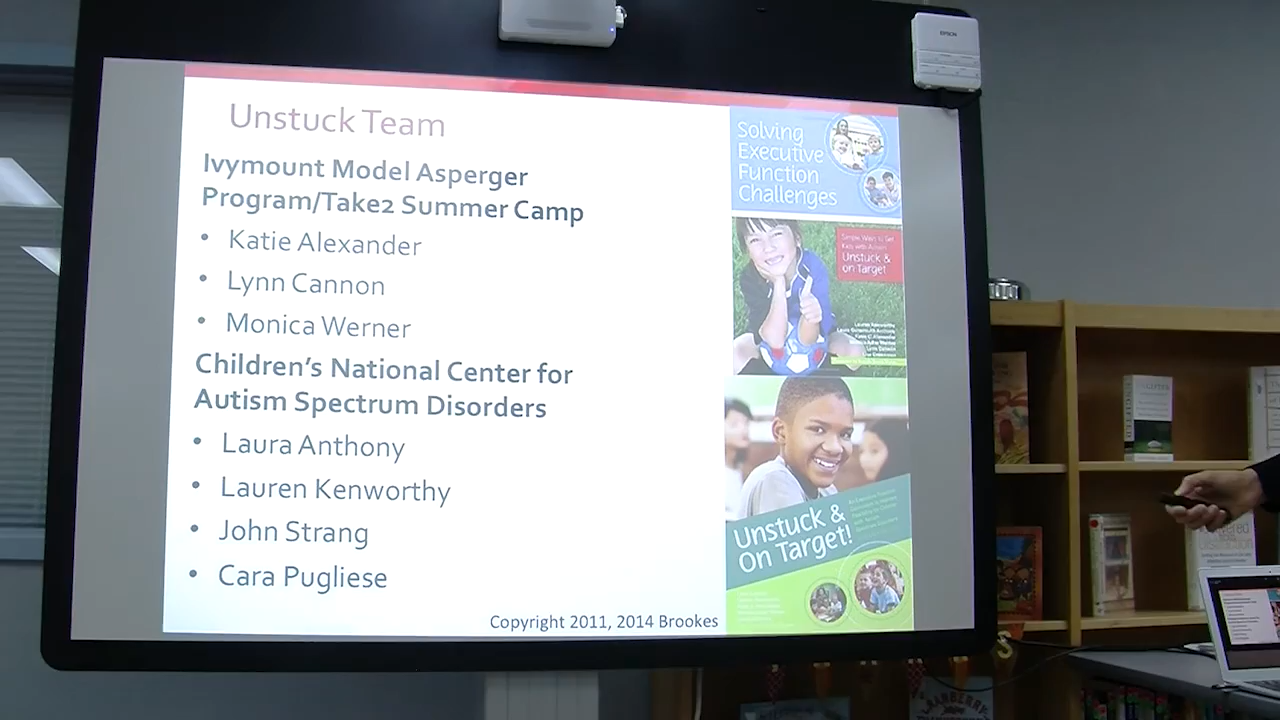 EPSON
Unstuck Team
Ivymount Model Asperger
Program/Take2 Summer Camp
• Katie Alexander
• Lynn Cannon
• Monica Werner
Children's National Center for
Autism Spectrum Disorders
• Laura Anthony
• Lauren Kenworthy
• John Strang
• Cara Pugliese
Copyright 2011, 2014 Brookes
Solving
Executive
Function
Challenges
Simple Ways to Get
Kids with Autism
Unstuck &
on Target
Unstuck &
on Target!